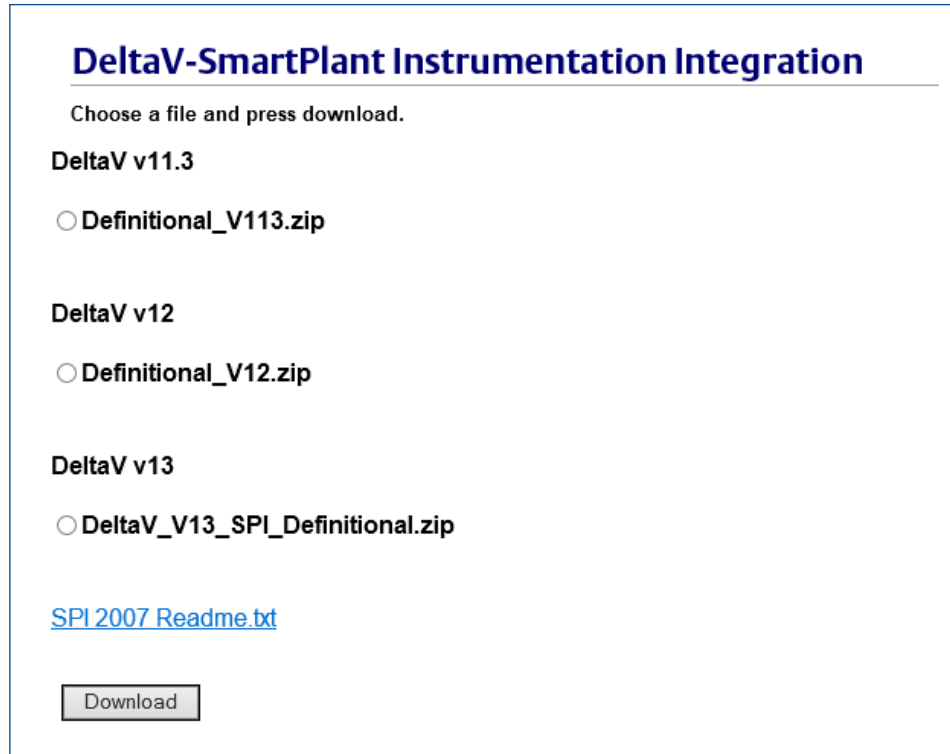 DeltaV-SmartPlant Instrumentation Integration
Choose a file and press download.
DeltaV v11.3
Definitional_V113.zip
DeltaV v12
Definitional_V12.zip
DeltaV v13
DeltaV_V13_SPI_Definitional.zip
SPI 2007 Readme.txt
Download